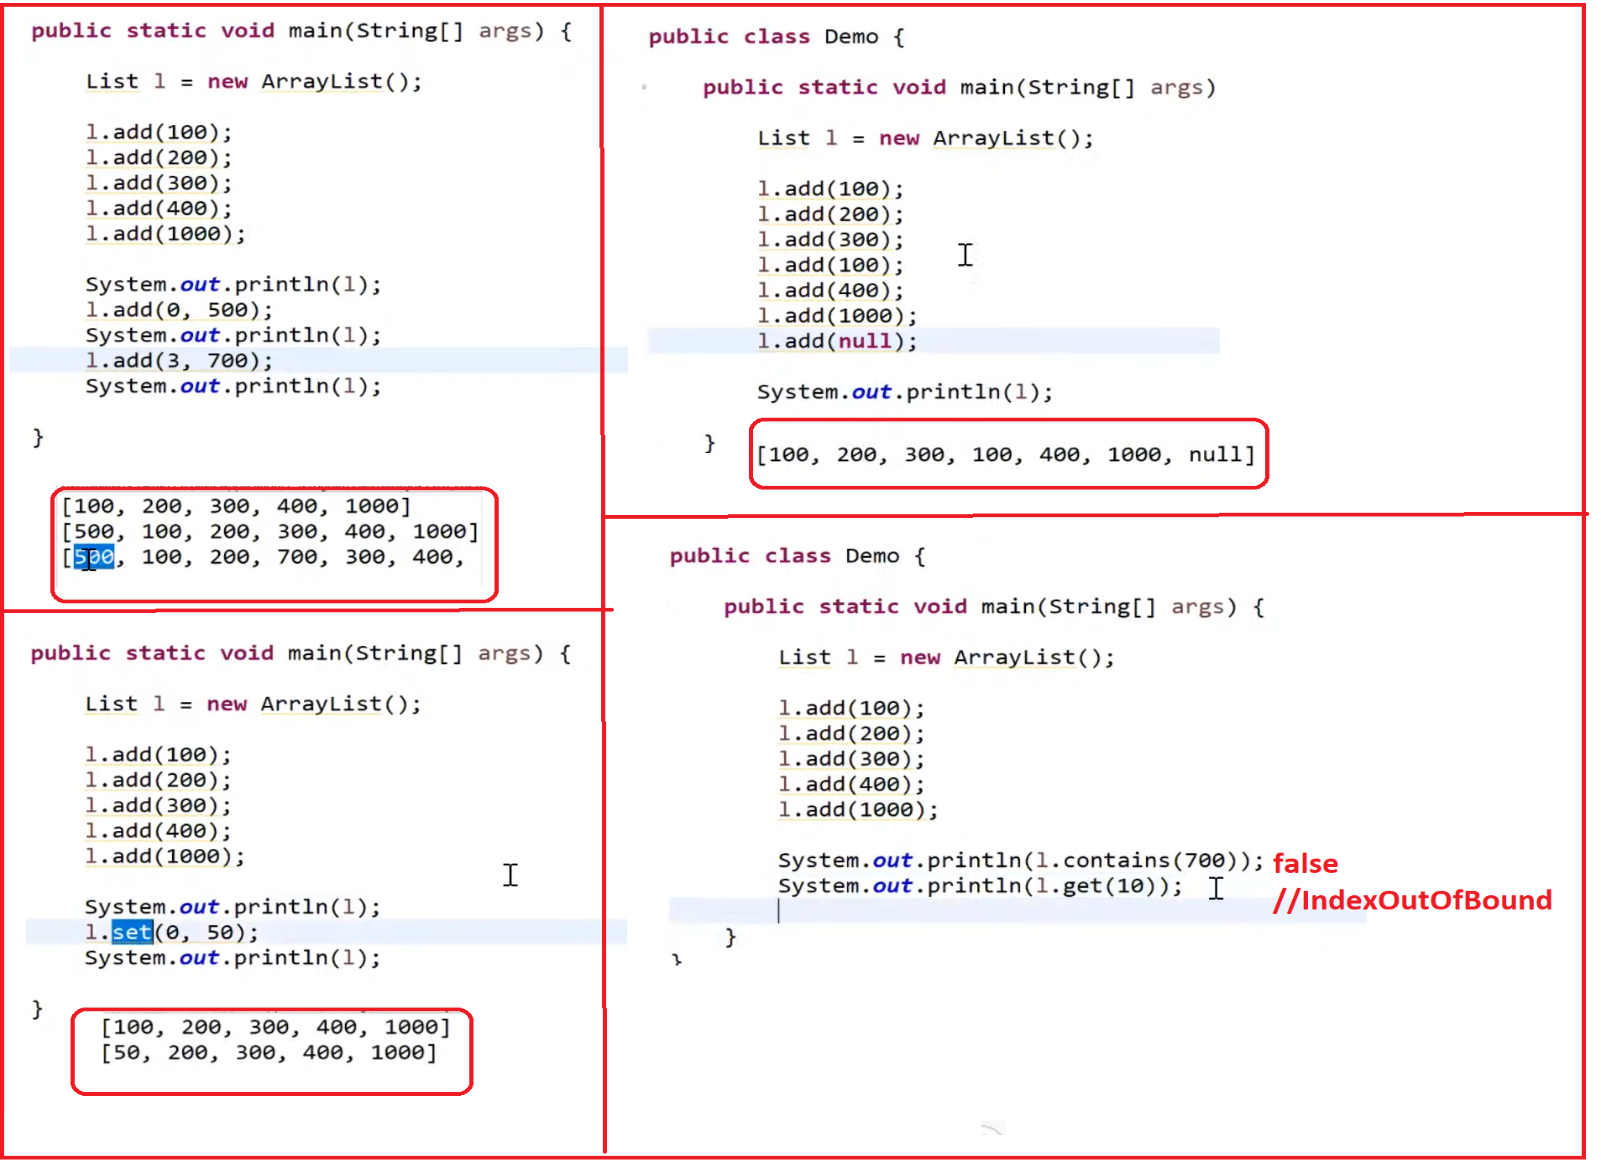 public static void main(String[] args) {
List l = new ArrayList();
l.add(100);
l.add(200);
l.add(300);
l.add(400);
l.add(1000);
System.out.println(l);
l.add(0, 500);
System.out.println(l);
l.add(3, 700);
System.out.println(l);
}
[100, 200, 300, 400, 1000]
[500, 100, 200, 300, 400, 1000]
[500, 100, 200, 700, 300, 400,
public class Demo {
public static void main(String[] args)
List l = new ArrayList();
l.add(100);
l.add(200);
l.add(300);
l.add(100);
l.add(400);
l.add(1000);
l.add(null);
System.out.println(l);
}
[100, 200, 300, 100, 400, 1000, null]
public static void main(String[] args) {
List l = new ArrayList();
l.add(100);
l.add(200);
l.add(300);
l.add(400);
l.add(1000);
System.out.println(l);
l.set(0, 50);
System.out.println(l);
}
[100, 200, 300, 400, 1000]
[50, 200, 300, 400, 1000]
public class Demo {
public static void main(String[] args) {
List l = new ArrayList();
l.add(100);
l.add(200);
l.add(300);
l.add(400);
l.add(1000);
System.out.println(l.contains(700)); false
System.out.println(l.get(10)); //IndexOutOfBound
}
}